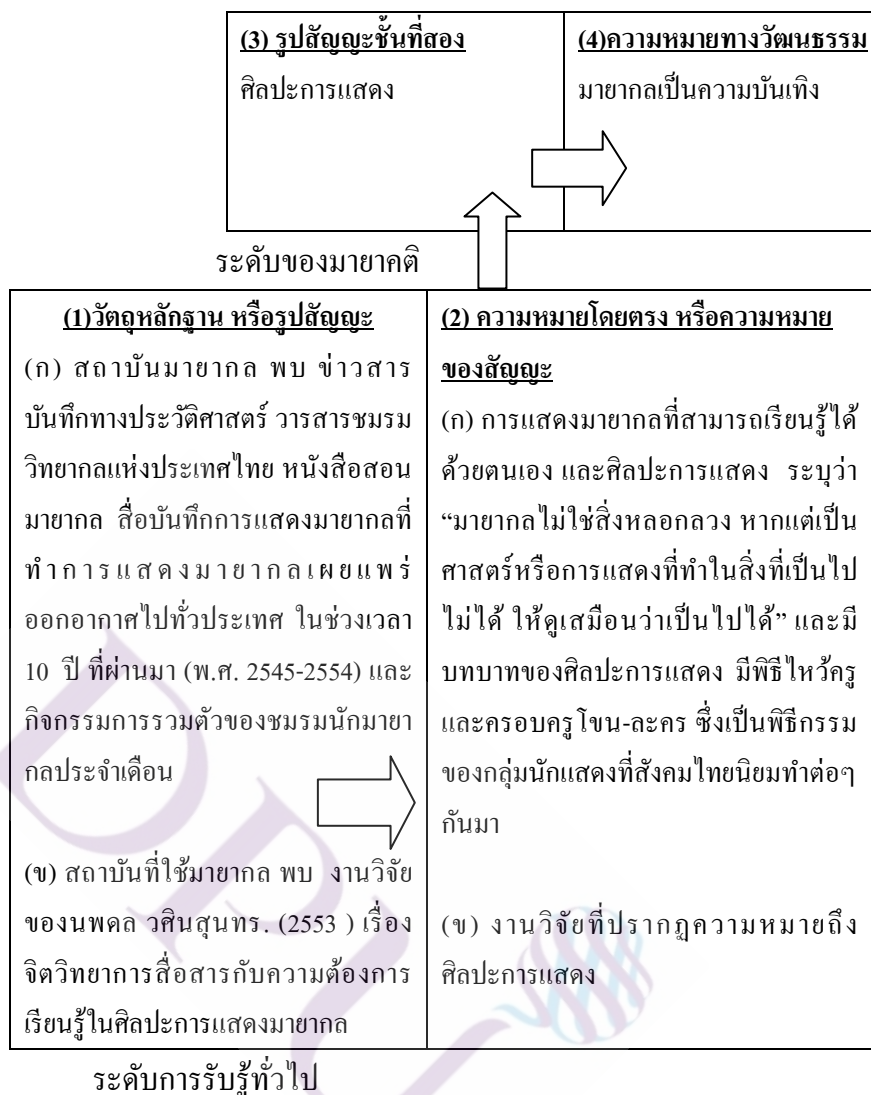 (3) รูปสัญญะชั้นที่สอง
ศิลปะการแสดง
(4)ความหมายทางวัฒนธรรม
มายากลเป็นความบันเทิง
ระดับของมายาคติ
(1)วัตถุหลักฐาน หรือรูปสัญญะ
(ก) สถาบันมายากล พบ ข่าวสาร
บันทึกทางประวัติศาสตร์ วารสารชมรม
วิทยากลแห่งประเทศไทย หนังสือสอน
มายากล สื่อบันทึกการแสดงมายากลที่
ทำการแสดงมายากลเผยแพร่
ออกอากาศไปทั่วประเทศ ในช่วงเวลา
10 ปี ที่ผ่านมา (พ.ศ. 2545-2554) และ
กิจกรรมการรวมตัวของชมรมนักมายา
กลประจำเดือน
(ข) สถาบันที่ใช้มายากล พบ งานวิจัย
ของนพดล วศินสุนทร. (2553 ) เรื่อง
จิตวิทยาการสื่อสารกับความต้องการ
เรียนรู้ในศิลปะการแสดงมายากล
(2) ความหมายโดยตรง หรือความหมาย
ของสัญญะ
(ก) การแสดงมายากลที่สามารถเรียนรู้ได้
ด้วยตนเอง และศิลปะการแสดง ระบุว่า
“มายากลไม่ใช่สิ่งหลอกลวง หากแต่เป็น
ศาสตร์หรือการแสดงที่ทำในสิ่งที่เป็นไป
ไม่ได้ ให้ดูเสมือนว่าเป็นไปได้” และมี
บทบาทของศิลปะการแสดง มีพิธีไหว้ครู
และครอบครูโขน-ละคร ซึ่งเป็นพิธีกรรม
ของกลุ่มนักแสดงที่สังคมไทยนิยมทำต่อๆ
กันมา
(ข) งานวิจัยที่ปรากฏความหมายถึง
ศิลปะการแสดง
ระดับการรับรู้ทั่วไป
DPU